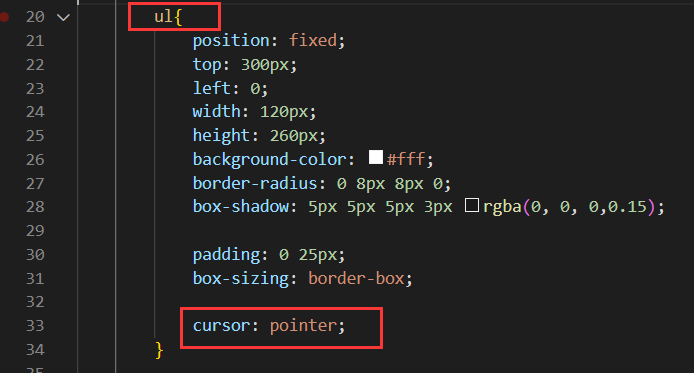 20 ul{
21 position: fixed;
22 top: 300px;
23 left: 0;
24 width: 120px;
25 height: 260px;
26 background-color: #fff;
27 border-radius: 0 8px 8px 0;
28 box-shadow: 5px 5px 5px 3px rgba(0, 0, 0,0.15);
29
30 padding: 0 25px;
31 box-sizing: border-box;
32
33 cursor: pointer;
34 }
35